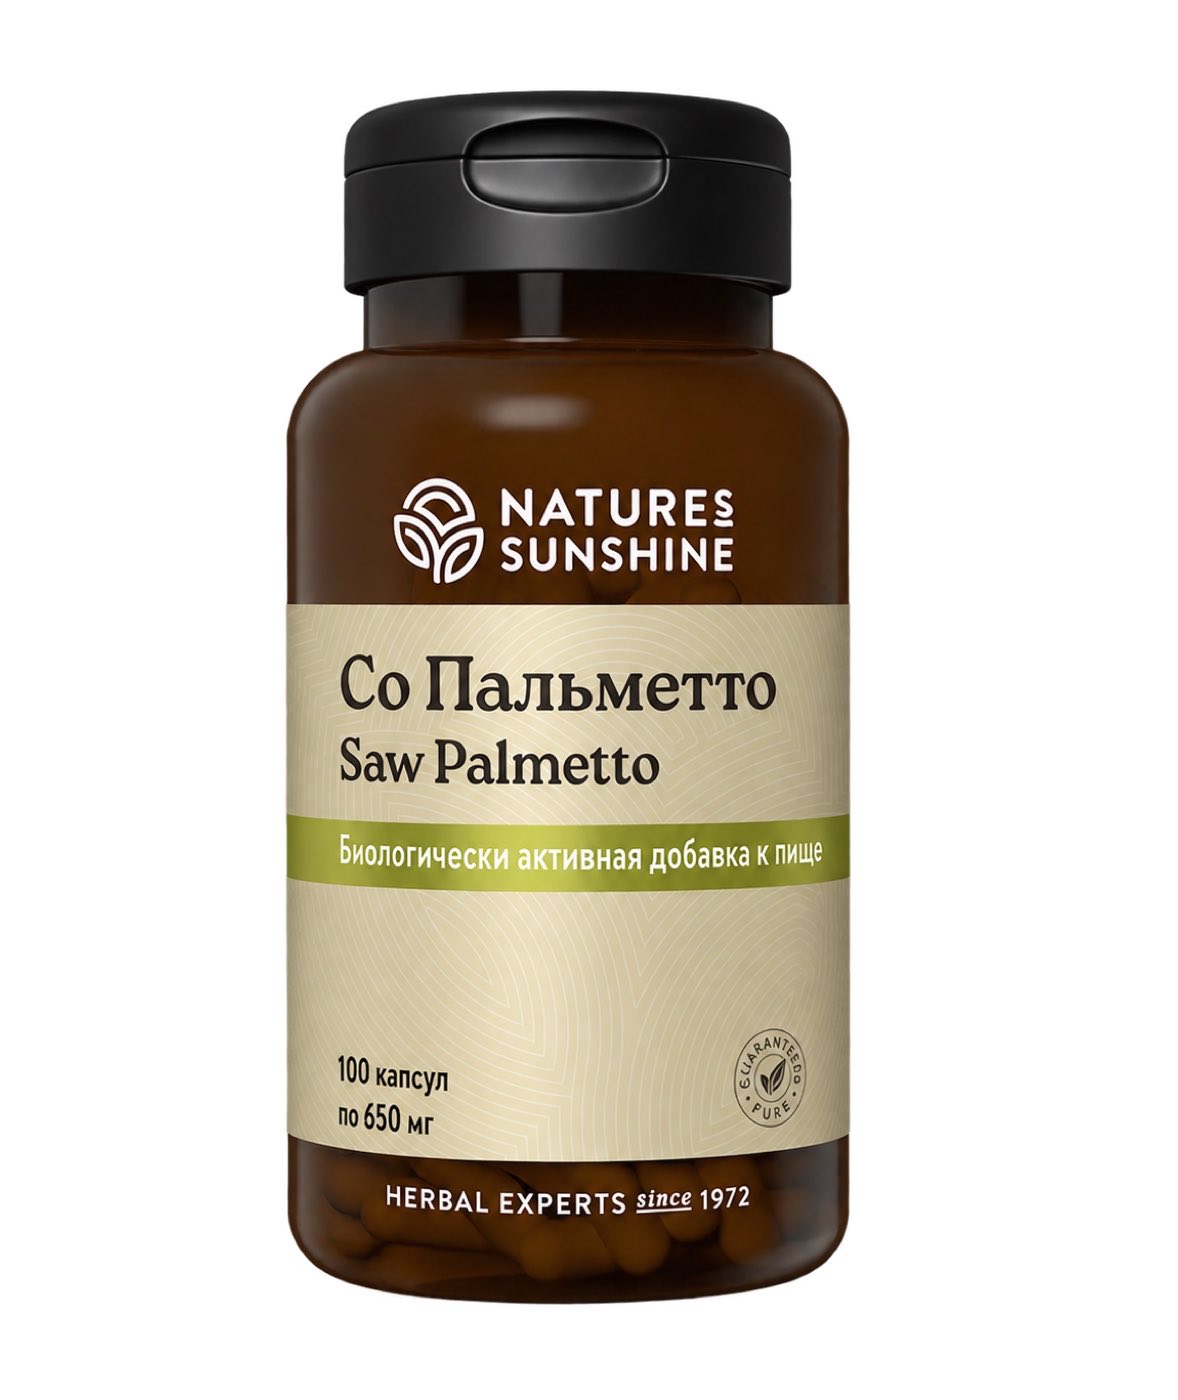 NATURES
SUNSHINE
Со Пальметто
Saw Palmetto
Биологически активная добавка к пище
100 капсул
по 650 мг
GUARANTEED
PURE
HERBAL EXPERTS since 1972